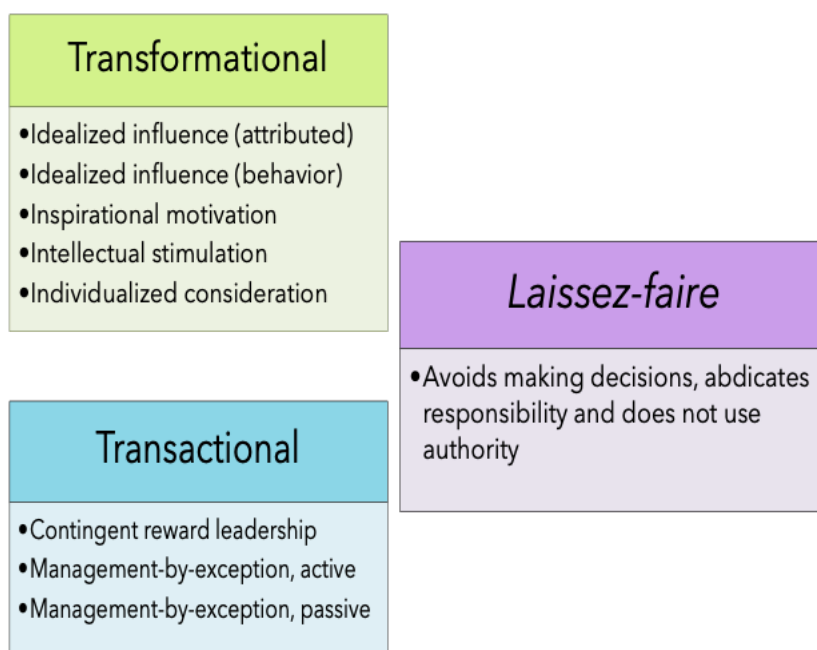 Transformational
•Idealized influence (attributed)
•Idealized influence (behavior)
•Inspirational motivation
•Intellectual stimulation
•Individualized consideration
Laissez-faire
•Avoids making decisions, abdicates
responsibility and does not use
authority
Transactional
•Contingent reward leadership
•Management-by-exception, active
•Management-by-exception, passive